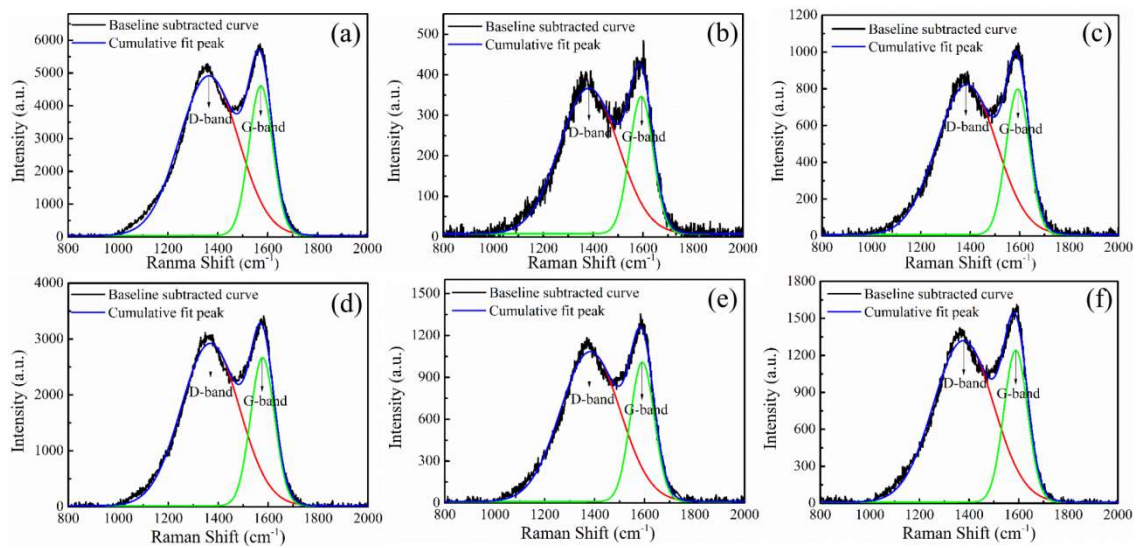 Baseline subtracted curve
Cumulative fit peak
(a)
6000
5000
4000
3000
2000
1000
0
Intensity (a.u.)
D-band
G-band
800 1000 1200 1400 1600 1800 2000
Ranma Shift (cm⁻¹)
Baseline subtracted curve
Cumulative fit peak
(b)
500
400
300
200
100
0
Intensity (a.u.)
D-band
G-band
800 1000 1200 1400 1600 1800 2000
Raman Shift (cm⁻¹)
Baseline subtracted curve
Cumulative fit peak
(c)
1200
1000
800
600
400
200
0
Intensity (a.u.)
D-band
G-band
800 1000 1200 1400 1600 1800 2000
Raman Shift (cm⁻¹)
Baseline subtracted curve
Cumulative fit peak
(d)
4000
3000
2000
1000
0
Intensity (a.u.)
D-band
G-band
800 1000 1200 1400 1600 1800 2000
Raman Shift (cm⁻¹)
Baseline subtracted curve
Cumulative fit peak
(e)
1500
1200
900
600
300
0
Intensity (a.u.)
D-band
G-band
800 1000 1200 1400 1600 1800 2000
Raman Shift (cm⁻¹)
Baseline subtracted curve
Cumulative fit peak
(f)
1800
1500
1200
900
600
300
0
Intensity (a.u.)
D-band
G-band
800 1000 1200 1400 1600 1800 2000
Raman Shift (cm⁻¹)